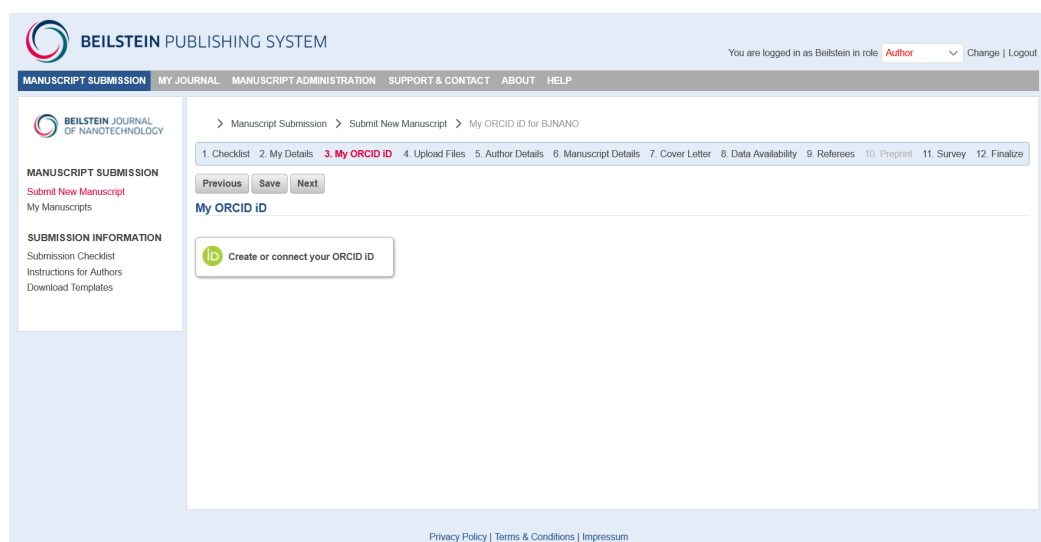 BEILSTEIN PUBLISHING SYSTEM
You are logged in as Beilstein in role Author Change | Logout
MANUSCRIPT SUBMISSION MY JOURNAL MANUSCRIPT ADMINISTRATION SUPPORT & CONTACT ABOUT HELP
BEILSTEIN JOURNAL
OF NANOTECHNOLOGY
MANUSCRIPT SUBMISSION
Submit New Manuscript
My Manuscripts
SUBMISSION INFORMATION
Submission Checklist
Instructions for Authors
Download Templates
> Manuscript Submission > Submit New Manuscript > My ORCID iD for BJNANO
1. Checklist 2. My Details 3. My ORCID iD 4. Upload Files 5. Author Details 6. Manuscript Details 7. Cover Letter 8. Data Availability 9. Referees 10. Preprint 11. Survey 12. Finalize
Previous Save Next
My ORCID iD
iD Create or connect your ORCID iD
Privacy Policy | Terms & Conditions | Impressum